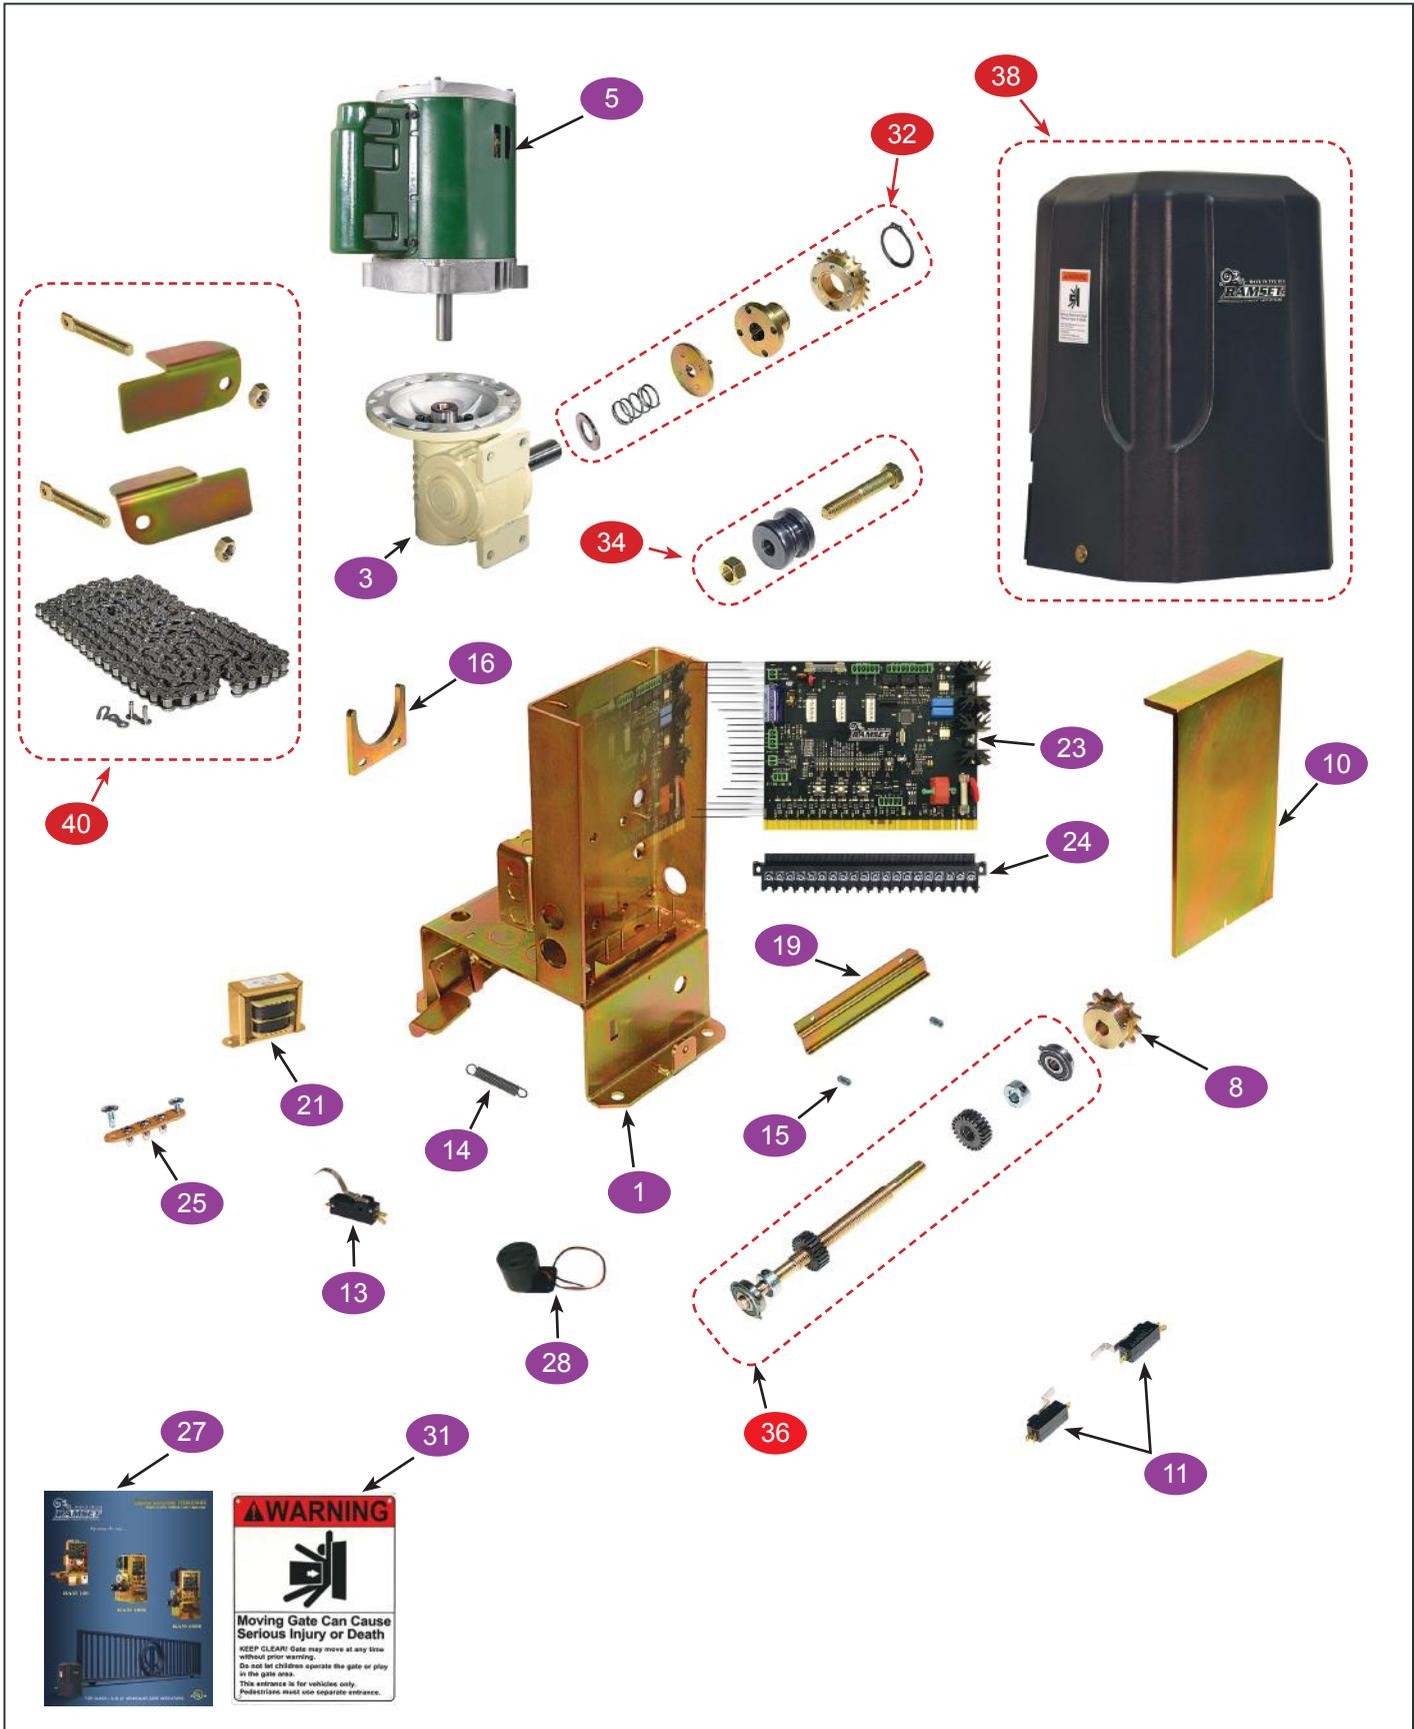 38
5
32
RAMSET
34
3
16
RAMSET
23
10
40
24
19
21
8
14
15
25
1
13
28
36
11
27
31
RAMSET
WARNING
Moving Gate Can Cause
Serious Injury or Death
KEEP CLEAR! Gate may move at any time
without prior warning.
Do not let children operate the gate or play
in the gate area.
This entrance is for vehicles only.
Pedestrians must use separate entrance.